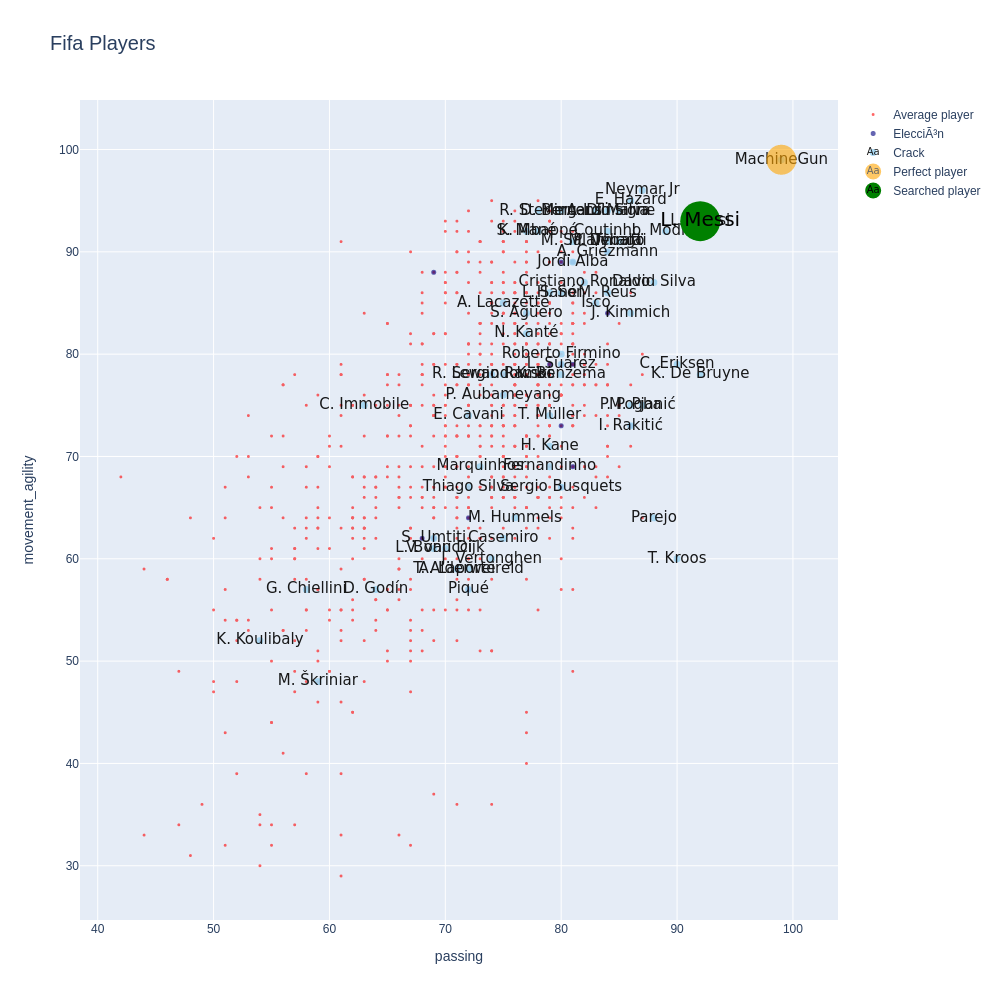 Fifa Players
Average player
ElecciÃ³n
Aa Crack
Aa Perfect player
Aa Searched player
MachineGun
Neymar Jr
E. Hazard
L. Messi
A. Griezmann
Jordi Alba
Cristiano Ronaldo
David Silva
M. Reus
A. Lacazette
Isco
S. Agüero
J. Kimmich
N. Kanté
Roberto Firmino
L. Suárez
C. Eriksen
K. Benzema
K. De Bruyne
P. Aubameyang
C. Immobile
P. Pogba
M. Pjanić
E. Cavani
T. Müller
I. Rakitić
H. Kane
Marquinhos
Fernandinho
Thiago Silva
Sergio Busquets
M. Hummels
Parejo
S. Umtiti
Casemiro
J. Vertonghen
T. Kroos
G. Chiellini
D. Godín
Piqué
K. Koulibaly
M. Škriniar
100
90
80
70
60
50
40
30
40
50
60
70
80
90
100
movement_agility
passing